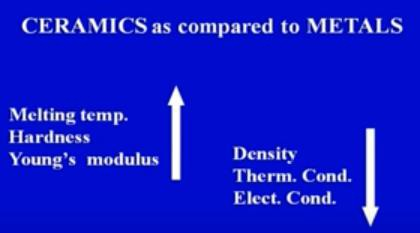 CERAMICS as compared to METALS
Melting temp.
Hardness
Young's modulus
Density
Therm. Cond.
Elect. Cond.